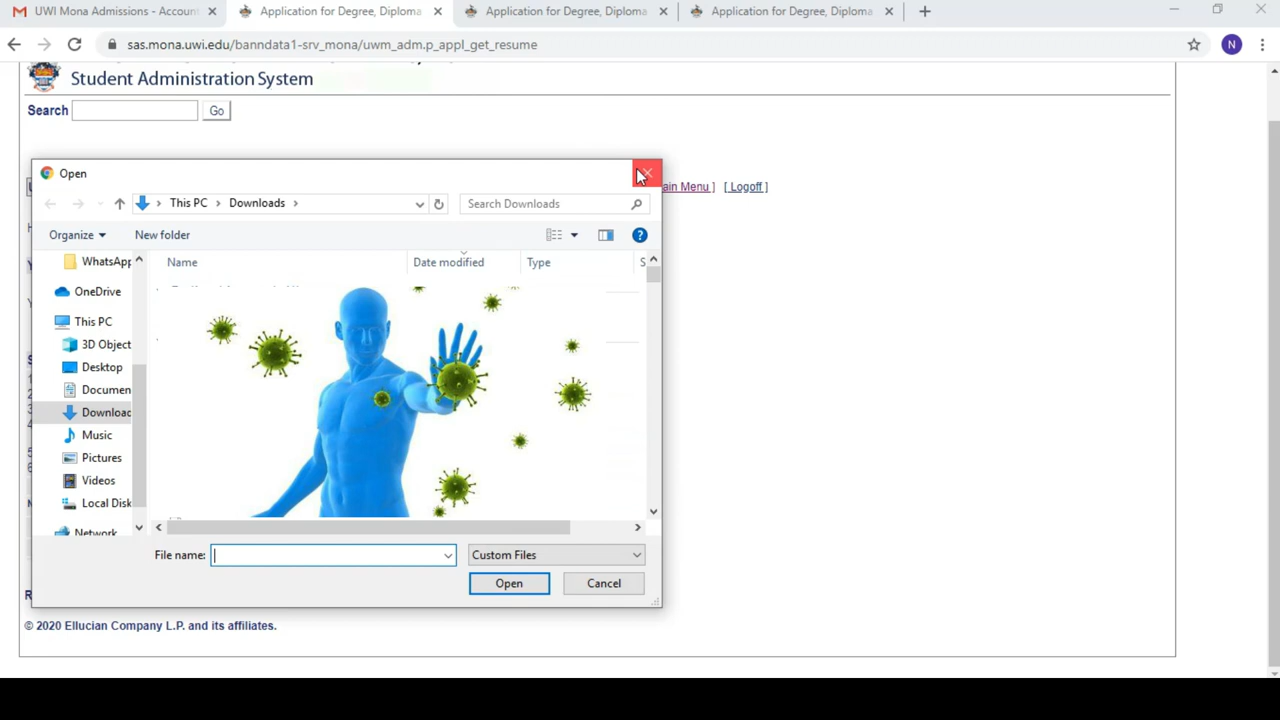 UWI Mona Admissions - Account
Application for Degree, Diploma
Application for Degree, Diploma
Application for Degree, Diploma
sas.mona.uwi.edu/banndata1-srv_mona/uwm_adm.p_appl_get_resume
N
Student Administration System
Search
Go
Open
ain Menu ]
[ Logoff ]
This PC
Downloads
Search Downloads
Organize
New folder
Name
Date modified
Type
S
WhatsApp
OneDrive
This PC
3D Object
Desktop
Documen
Download
Music
Pictures
Videos
Local Disk
Network
File name:
Custom Files
Open
Cancel
© 2020 Ellucian Company L.P. and its affiliates.